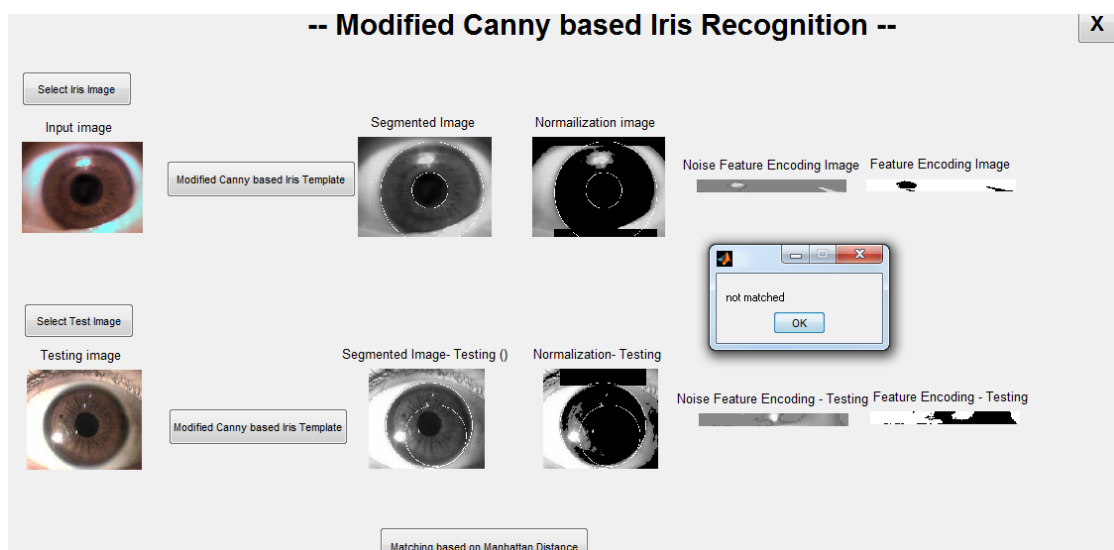 -- Modified Canny based Iris Recognition --
X
Select Iris Image
Input image
Segmented Image
Normailization image
Modified Canny based Iris Template
Noise Feature Encoding Image
Feature Encoding Image
not matched
OK
Select Test Image
Testing image
Segmented Image- Testing ()
Normalization- Testing
Modified Canny based Iris Template
Noise Feature Encoding - Testing
Feature Encoding - Testing
Matching based on Manhattan Distance